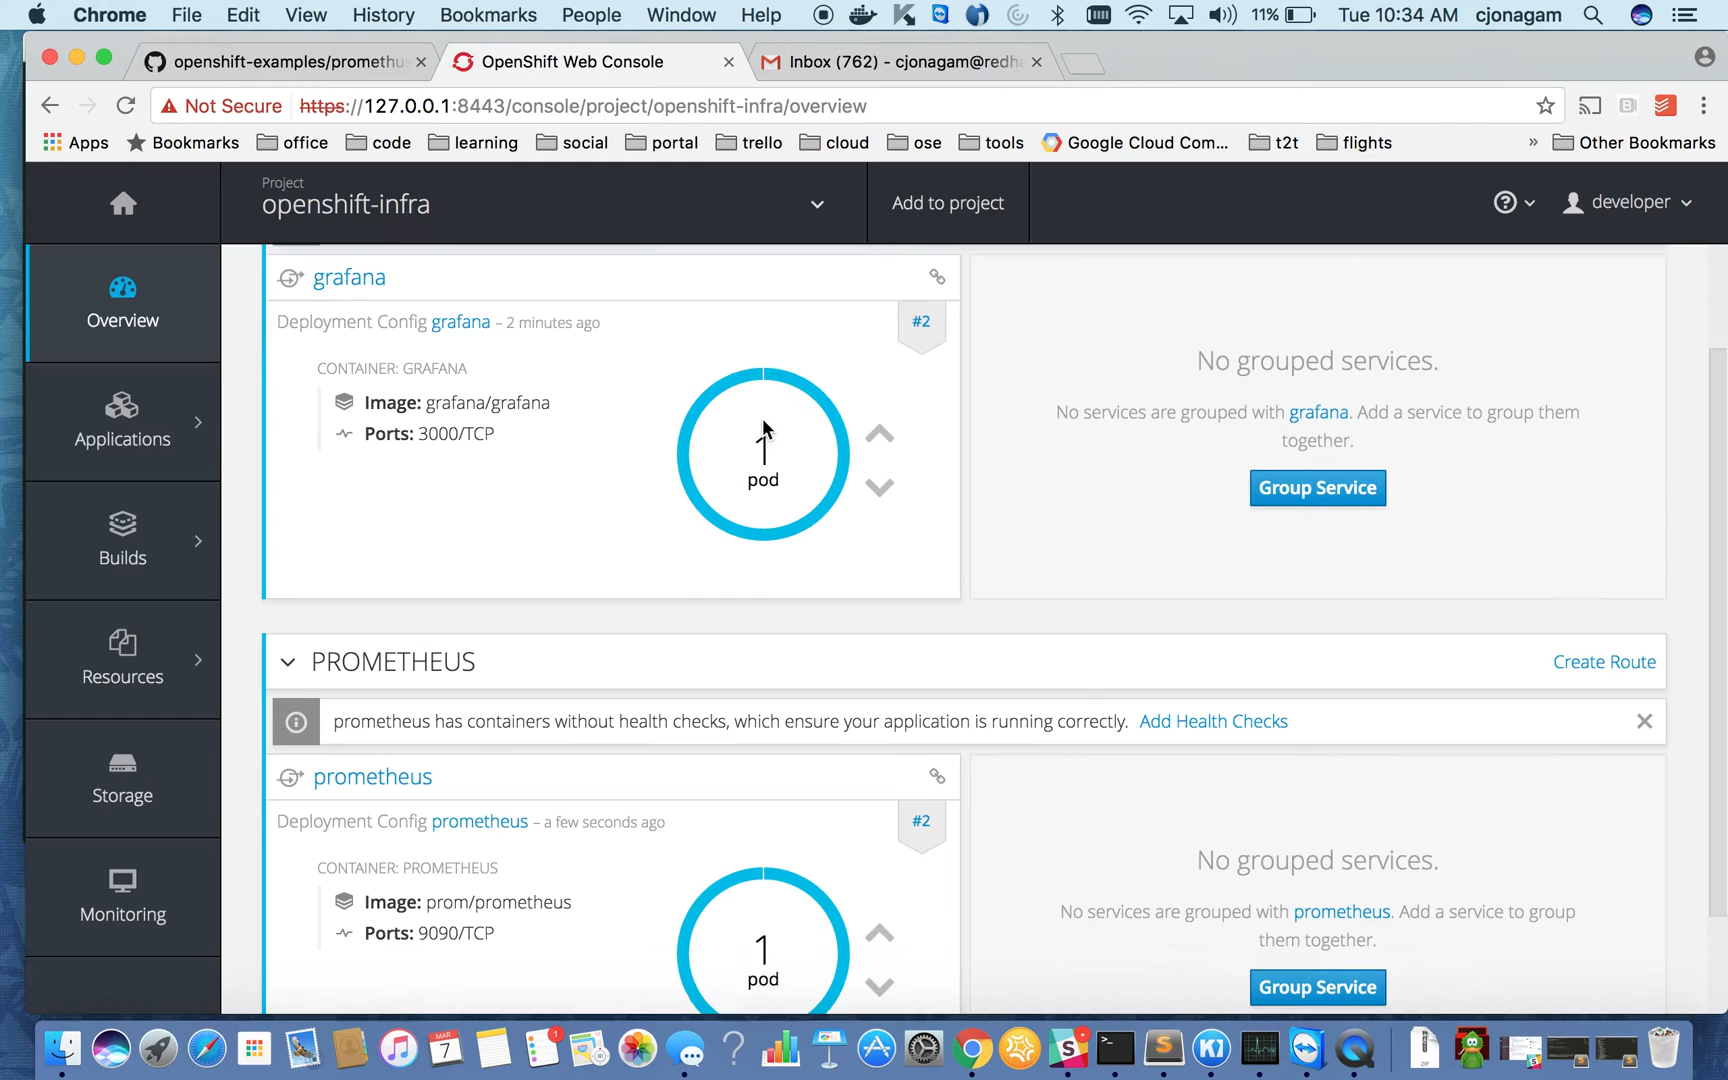 Chrome File Edit View History Bookmarks People Window Help 11% Tue 10:34 AM cjonagam
openshift-examples/promethu
OpenShift Web Console
Inbox (762) - cjonagam@redha
Not Secure https://127.0.0.1:8443/console/project/openshift-infra/overview
Apps Bookmarks office code learning social portal trello cloud ose tools Google Cloud Com... t2t flights » Other Bookmarks
Project
openshift-infra
Add to project
developer
Overview
Applications
Builds
Resources
Storage
Monitoring
grafana
Deployment Config grafana – 2 minutes ago
#2
CONTAINER: GRAFANA
Image: grafana/grafana
Ports: 3000/TCP
1
pod
No grouped services.
No services are grouped with grafana. Add a service to group them
together.
Group Service
PROMETHEUS
Create Route
prometheus has containers without health checks, which ensure your application is running correctly. Add Health Checks
prometheus
Deployment Config prometheus – a few seconds ago
#2
CONTAINER: PROMETHEUS
Image: prom/prometheus
Ports: 9090/TCP
1
pod
No grouped services.
No services are grouped with prometheus. Add a service to group
them together.
Group Service
MAR
7
1